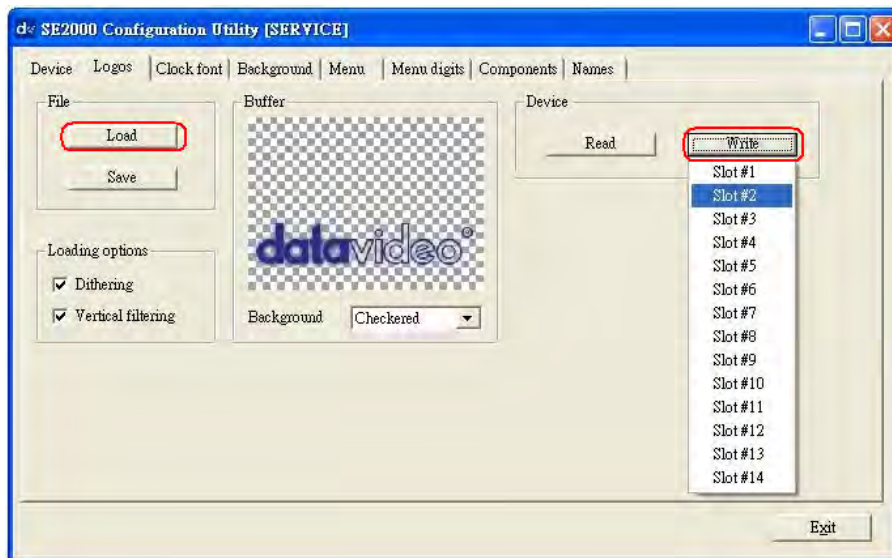 dv SE2000 Configuration Utility [SERVICE]
Device Logos Clock font Background Menu Menu digits Components Names
File
Load
Save
Loading options
Dithering
Vertical filtering
Buffer
datavideo®
Background Checkered
Device
Read Write
Slot #1
Slot #2
Slot #3
Slot #4
Slot #5
Slot #6
Slot #7
Slot #8
Slot #9
Slot #10
Slot #11
Slot #12
Slot #13
Slot #14
Exit